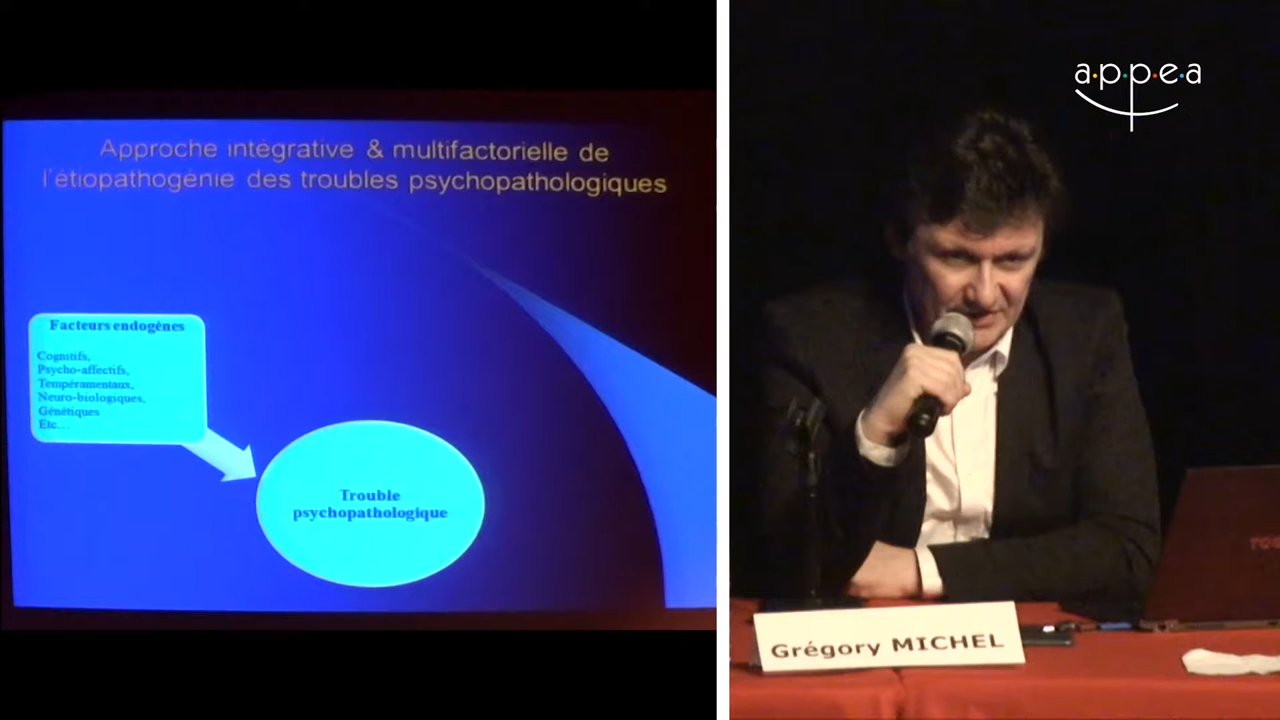 Approche intégrative & multifactorielle de
l'étiopathogénie des troubles psychopathologiques
Facteurs endogènes
Cognitifs,
Psycho-affectifs,
Tempéramentaux,
Neuro-biologiques,
Génétiques
Etc…
Trouble
psychopathologique
a·p·p·e·a
Grégory MICHEL